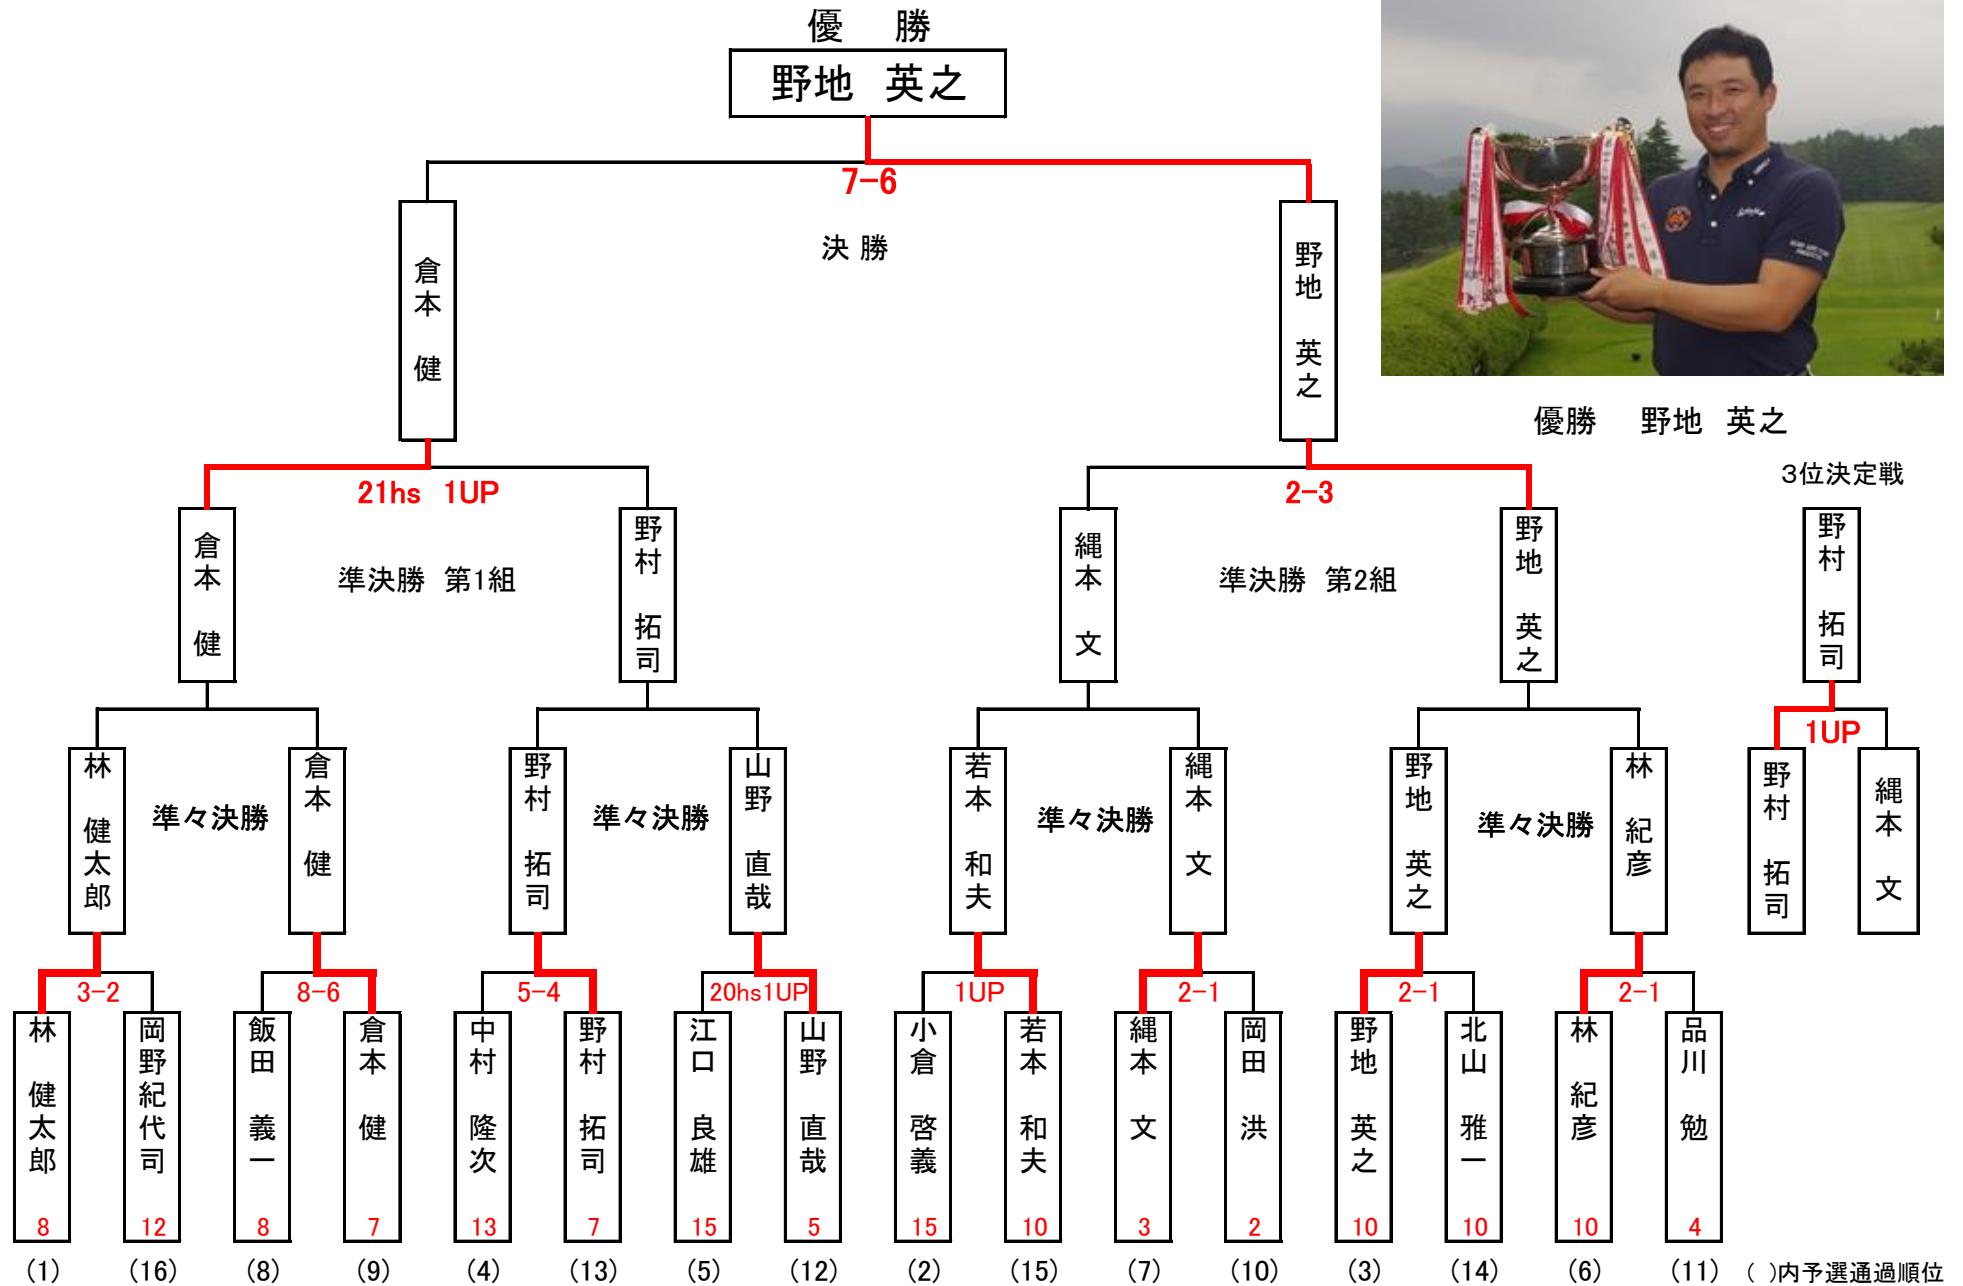 優　勝
野地　英之
7-6
決 勝
倉本　健
野地　英之
優勝　野地　英之
21hs 1UP
2-3
3位決定戦
倉本　健
準決勝　第1組
野村　拓司
縄本　文
準決勝　第2組
野地　英之
野村　拓司
1UP
林　健太郎
準々決勝
倉本　健
野村　拓司
準々決勝
山野　直哉
若本　和夫
準々決勝
縄本　文
野地　英之
準々決勝
林　紀彦
野村　拓司
縄本　文
3-2
8-6
5-4
20hs1UP
1UP
2-1
2-1
2-1
林　健太郎
岡野紀代司
飯田　義一
倉本　健
中村　隆次
野村　拓司
江口　良雄
山野　直哉
小倉　啓義
若本　和夫
縄本　文
岡田　洪
野地　英之
北山　雅一
林　紀彦
品川　勉
8 12 8 7 13 7 15 5 15 10 3 2 10 10 10 4
(1) (16) (8) (9) (4) (13) (5) (12) (2) (15) (7) (10) (3) (14) (6) (11) ( )内予選通過順位